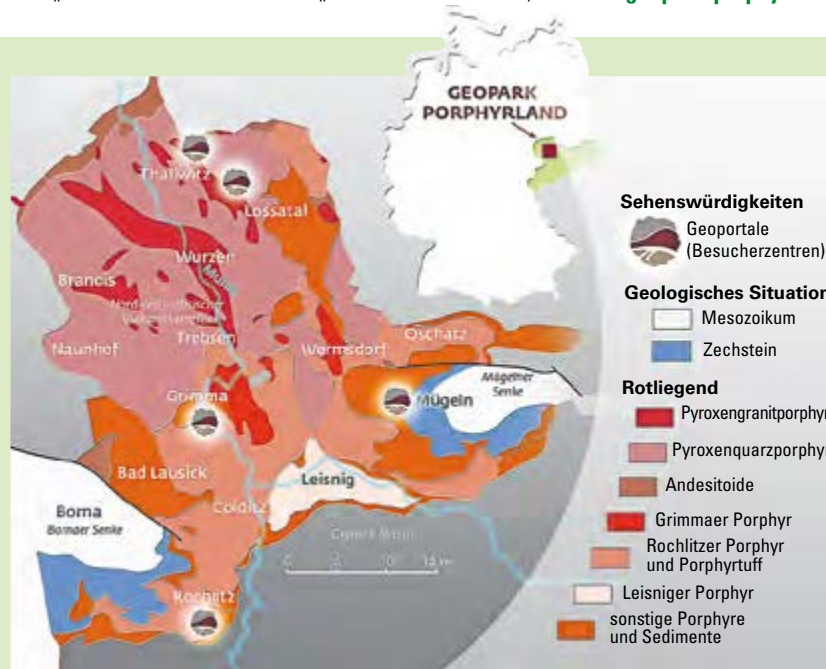 GEOPARK
PORPHYRLAND
Thallwitz
Lossatal
Wurzen
Brandis
Trebsen
Naunhof
Wermsdorf
Oschatz
Grimma
Mügeln
Mügelner
Senke
Bad Lausick
Leisnig
Colditz
Borna
Bornaer Senke
Rochlitz
Sehenswürdigkeiten
Geoportale
(Besucherzentren)
Geologisches Situation
Mesozoikum
Zechstein
Rotliegend
Pyroxengranitporphyr
Pyroxenquarzporphy
Andesitoide
Grimmaer Porphyr
Rochlitzer Porphyr
und Porphyrtuff
Leisniger Porphyr
sonstige Porphyre
und Sedimente